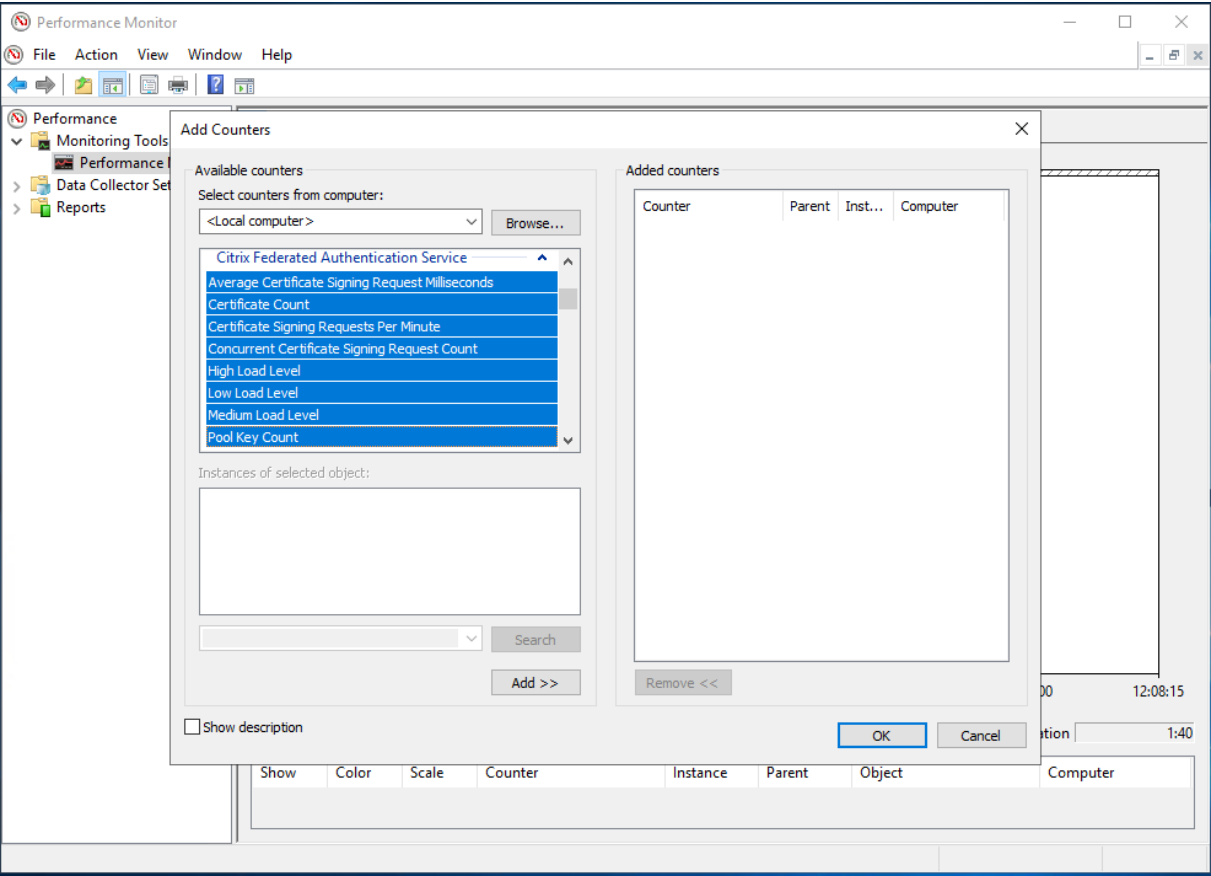 Performance Monitor
File Action View Window Help
Performance
Monitoring Tools
Performance
Data Collector Set
Reports
Add Counters
Available counters
Select counters from computer:
<Local computer>
Browse...
Citrix Federated Authentication Service
Average Certificate Signing Request Milliseconds
Certificate Count
Certificate Signing Requests Per Minute
Concurrent Certificate Signing Request Count
High Load Level
Low Load Level
Medium Load Level
Pool Key Count
Instances of selected object:
Search
Add >>
Show description
Added counters
Counter Parent Inst... Computer
Remove <<
OK Cancel
00 12:08:15
ation 1:40
Show Color Scale Counter Instance Parent Object Computer